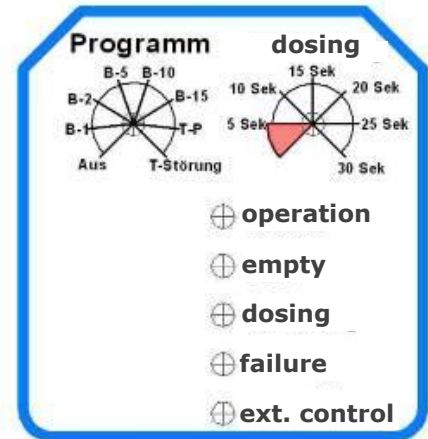 Programm
dosing
B-5
B-10
B-2
B-15
B-1
T-P
Aus
T-Störung
15 Sek
10 Sek
20 Sek
5 Sek
25 Sek
30 Sek
operation
empty
dosing
failure
ext. control